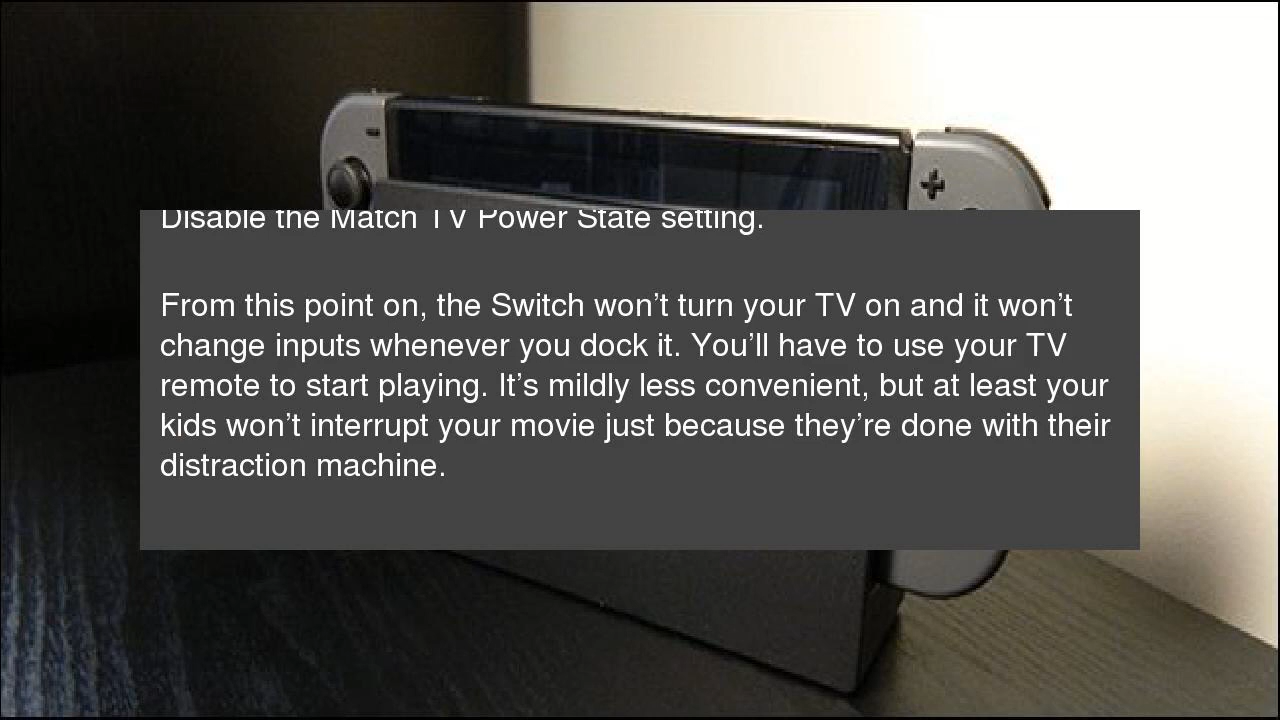 Disable the Match TV Power State setting.
From this point on, the Switch won’t turn your TV on and it won’t
change inputs whenever you dock it. You’ll have to use your TV
remote to start playing. It’s mildly less convenient, but at least your
kids won’t interrupt your movie just because they’re done with their
distraction machine.